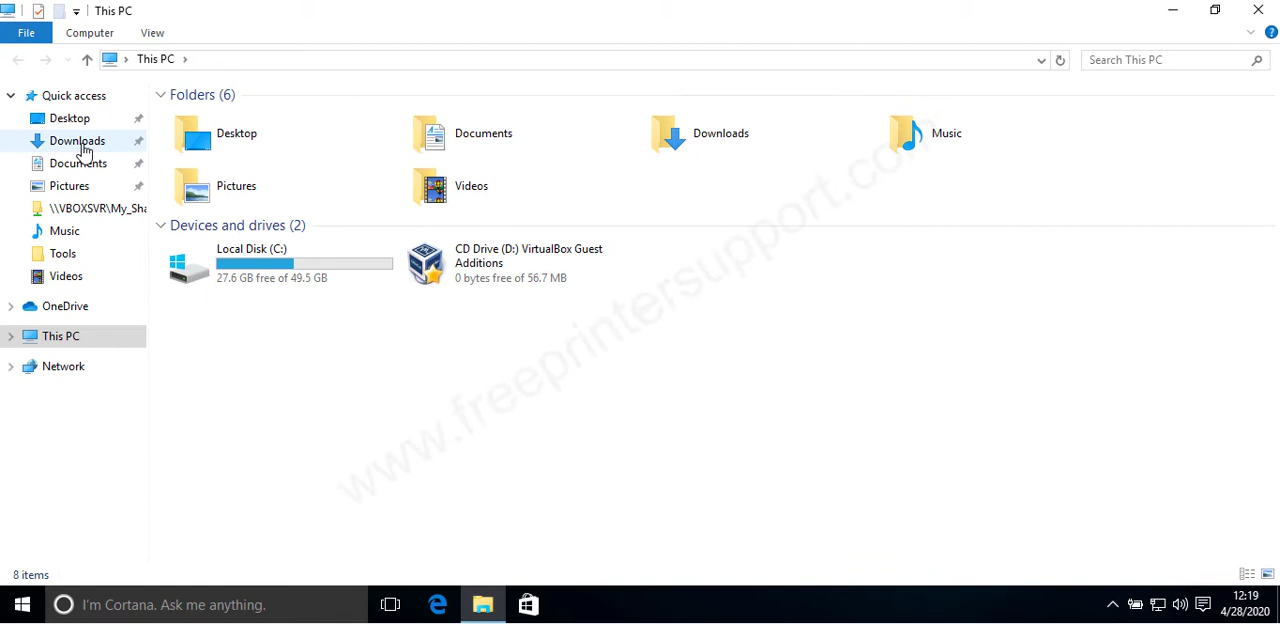 This PC
File Computer View
This PC
Search This PC
Quick access
Desktop
Downloads
Documents
Pictures
\\VBOXSVR\My_Sha
Music
Tools
Videos
OneDrive
This PC
Network
Folders (6)
Desktop
Documents
Downloads
Music
Pictures
Videos
Devices and drives (2)
Local Disk (C:)
27.6 GB free of 49.5 GB
CD Drive (D:) VirtualBox Guest
Additions
0 bytes free of 56.7 MB
www.freeprintersupport.com
8 items
I'm Cortana. Ask me anything.
12:19
4/28/2020